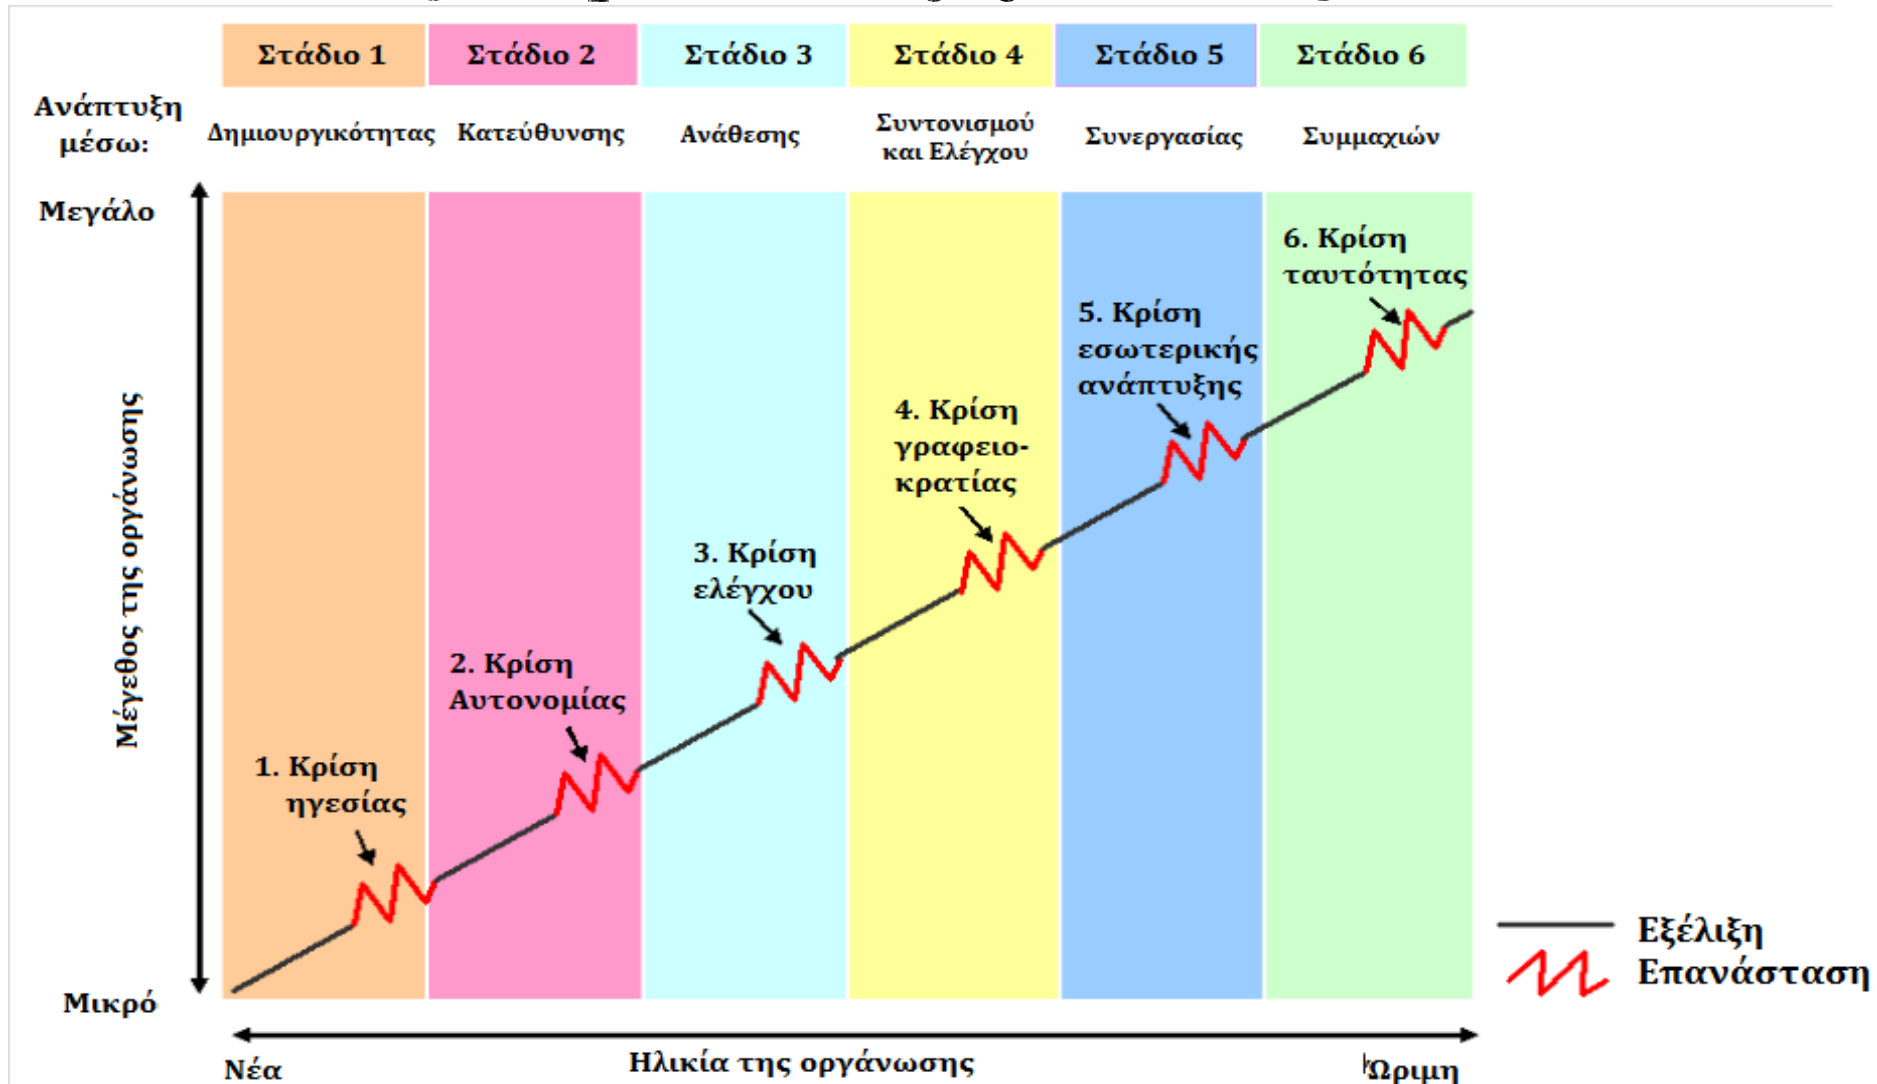 Στάδιο 1
Στάδιο 2
Στάδιο 3
Στάδιο 4
Στάδιο 5
Στάδιο 6
Ανάπτυξη
μέσω:
Δημιουργικότητας
Κατεύθυνσης
Ανάθεσης
Συντονισμού
και Ελέγχου
Συνεργασίας
Συμμαχιών
Μεγάλο
6. Κρίση
ταυτότητας
5. Κρίση
εσωτερικής
ανάπτυξης
4. Κρίση
γραφειο-
κρατίας
3. Κρίση
ελέγχου
2. Κρίση
Αυτονομίας
1. Κρίση
ηγεσίας
Μέγεθος της οργάνωσης
Μικρό
Εξέλιξη
Επανάσταση
Νέα
Ηλικία της οργάνωσης
Ώριμη